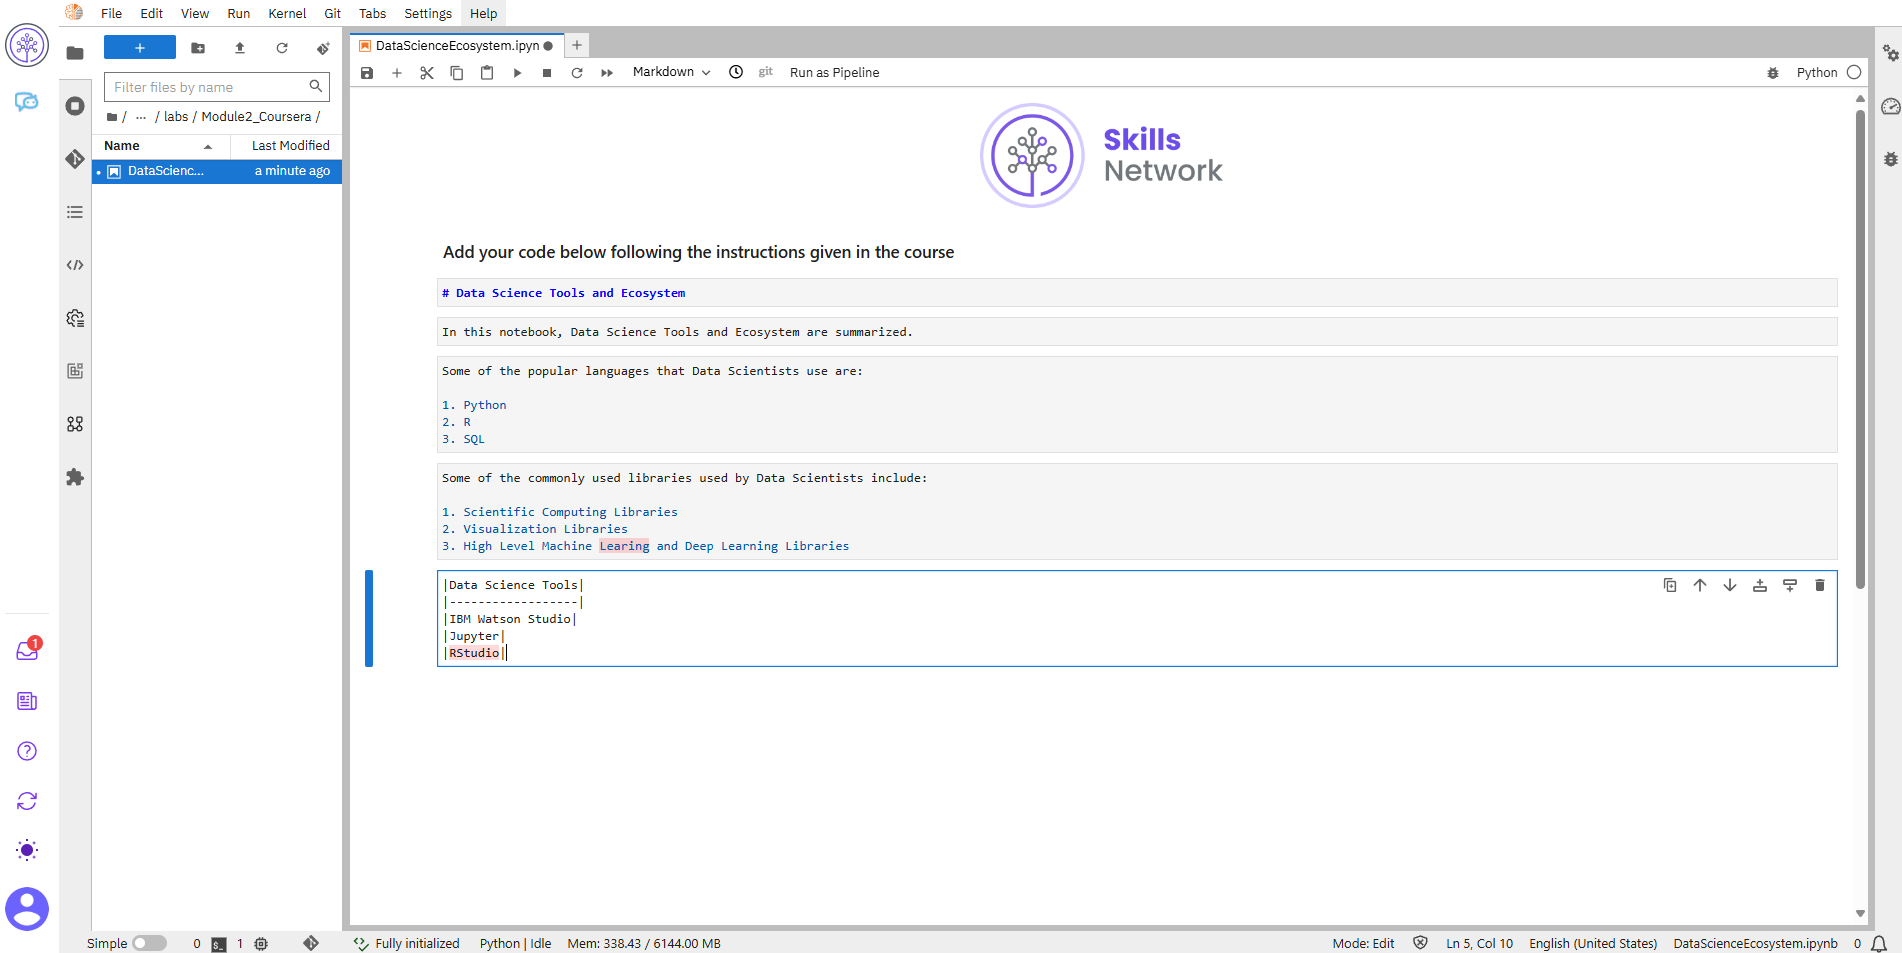 File Edit View Run Kernel Git Tabs Settings Help
Filter files by name
/ ... / labs / Module2_Coursera /
Name Last Modified
DataScienc... a minute ago
DataScienceEcosystem.ipyn
Markdown git Run as Pipeline Python
Skills
Network
Add your code below following the instructions given in the course
# Data Science Tools and Ecosystem
In this notebook, Data Science Tools and Ecosystem are summarized.
Some of the popular languages that Data Scientists use are:
1. Python
2. R
3. SQL
Some of the commonly used libraries used by Data Scientists include:
1. Scientific Computing Libraries
2. Visualization Libraries
3. High Level Machine Learing and Deep Learning Libraries
|Data Science Tools|
|------------------|
|IBM Watson Studio|
|Jupyter|
|RStudio|
1
Simple 0 $_ 1 Fully initialized Python | Idle Mem: 338.43 / 6144.00 MB Mode: Edit Ln 5, Col 10 English (United States) DataScienceEcosystem.ipynb 0